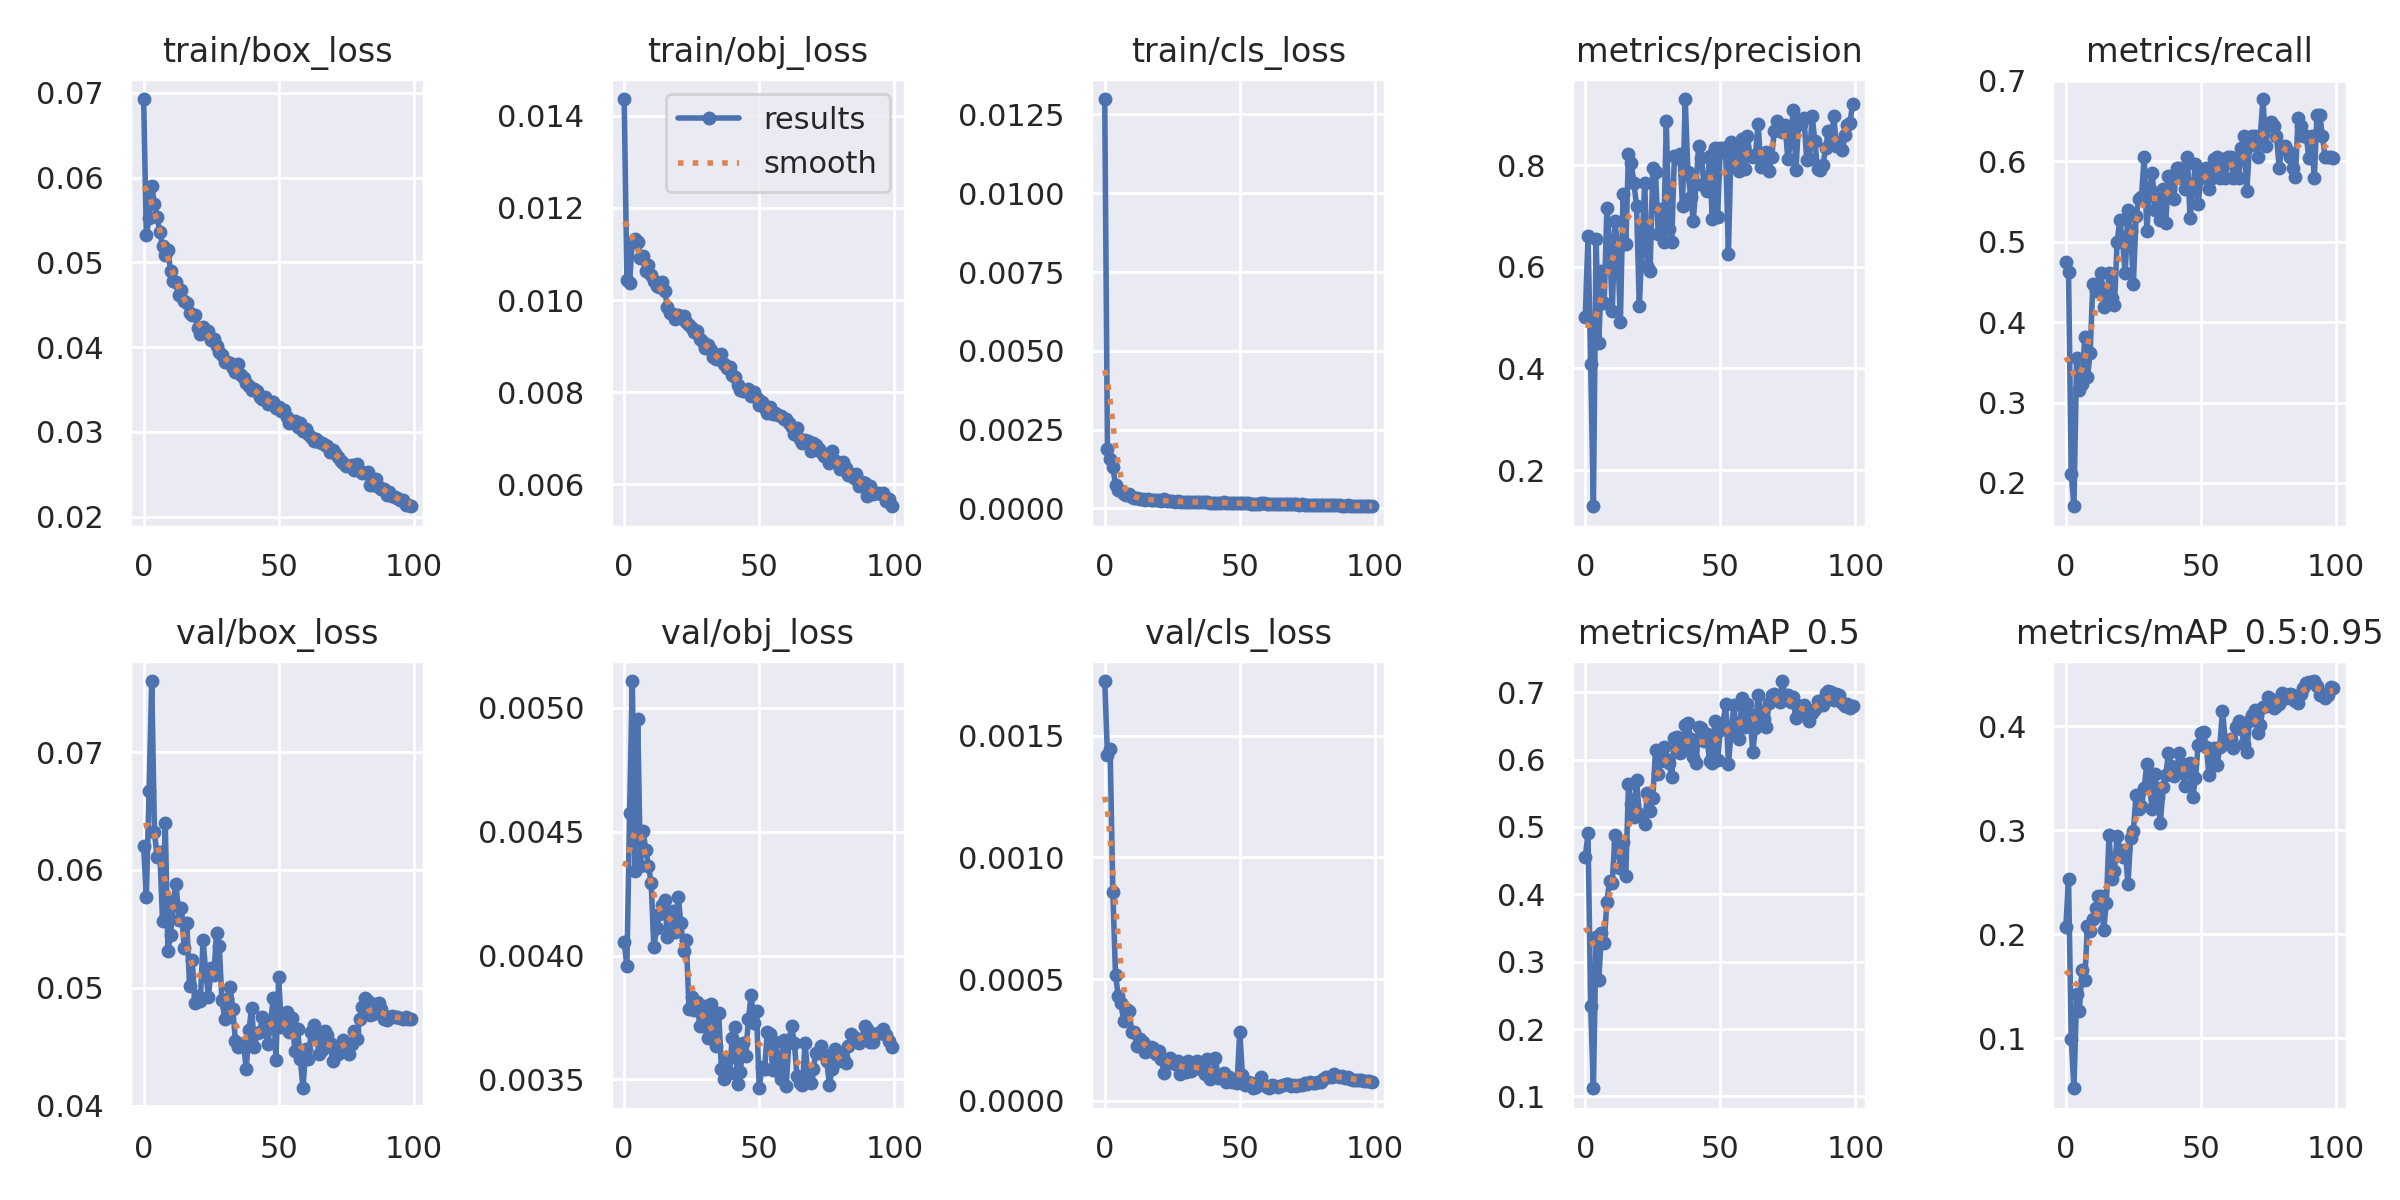 train/box_loss
0.07
0.06
0.05
0.04
0.03
0.02
0 50 100
train/obj_loss
results
smooth
0.014
0.012
0.010
0.008
0.006
0 50 100
train/cls_loss
0.0125
0.0100
0.0075
0.0050
0.0025
0.0000
0 50 100
metrics/precision
0.8
0.6
0.4
0.2
0 50 100
metrics/recall
0.7
0.6
0.5
0.4
0.3
0.2
0 50 100
val/box_loss
0.07
0.06
0.05
0.04
0 50 100
val/obj_loss
0.0050
0.0045
0.0040
0.0035
0 50 100
val/cls_loss
0.0015
0.0010
0.0005
0.0000
0 50 100
metrics/mAP_0.5
0.7
0.6
0.5
0.4
0.3
0.2
0.1
0 50 100
metrics/mAP_0.5:0.95
0.4
0.3
0.2
0.1
0 50 100